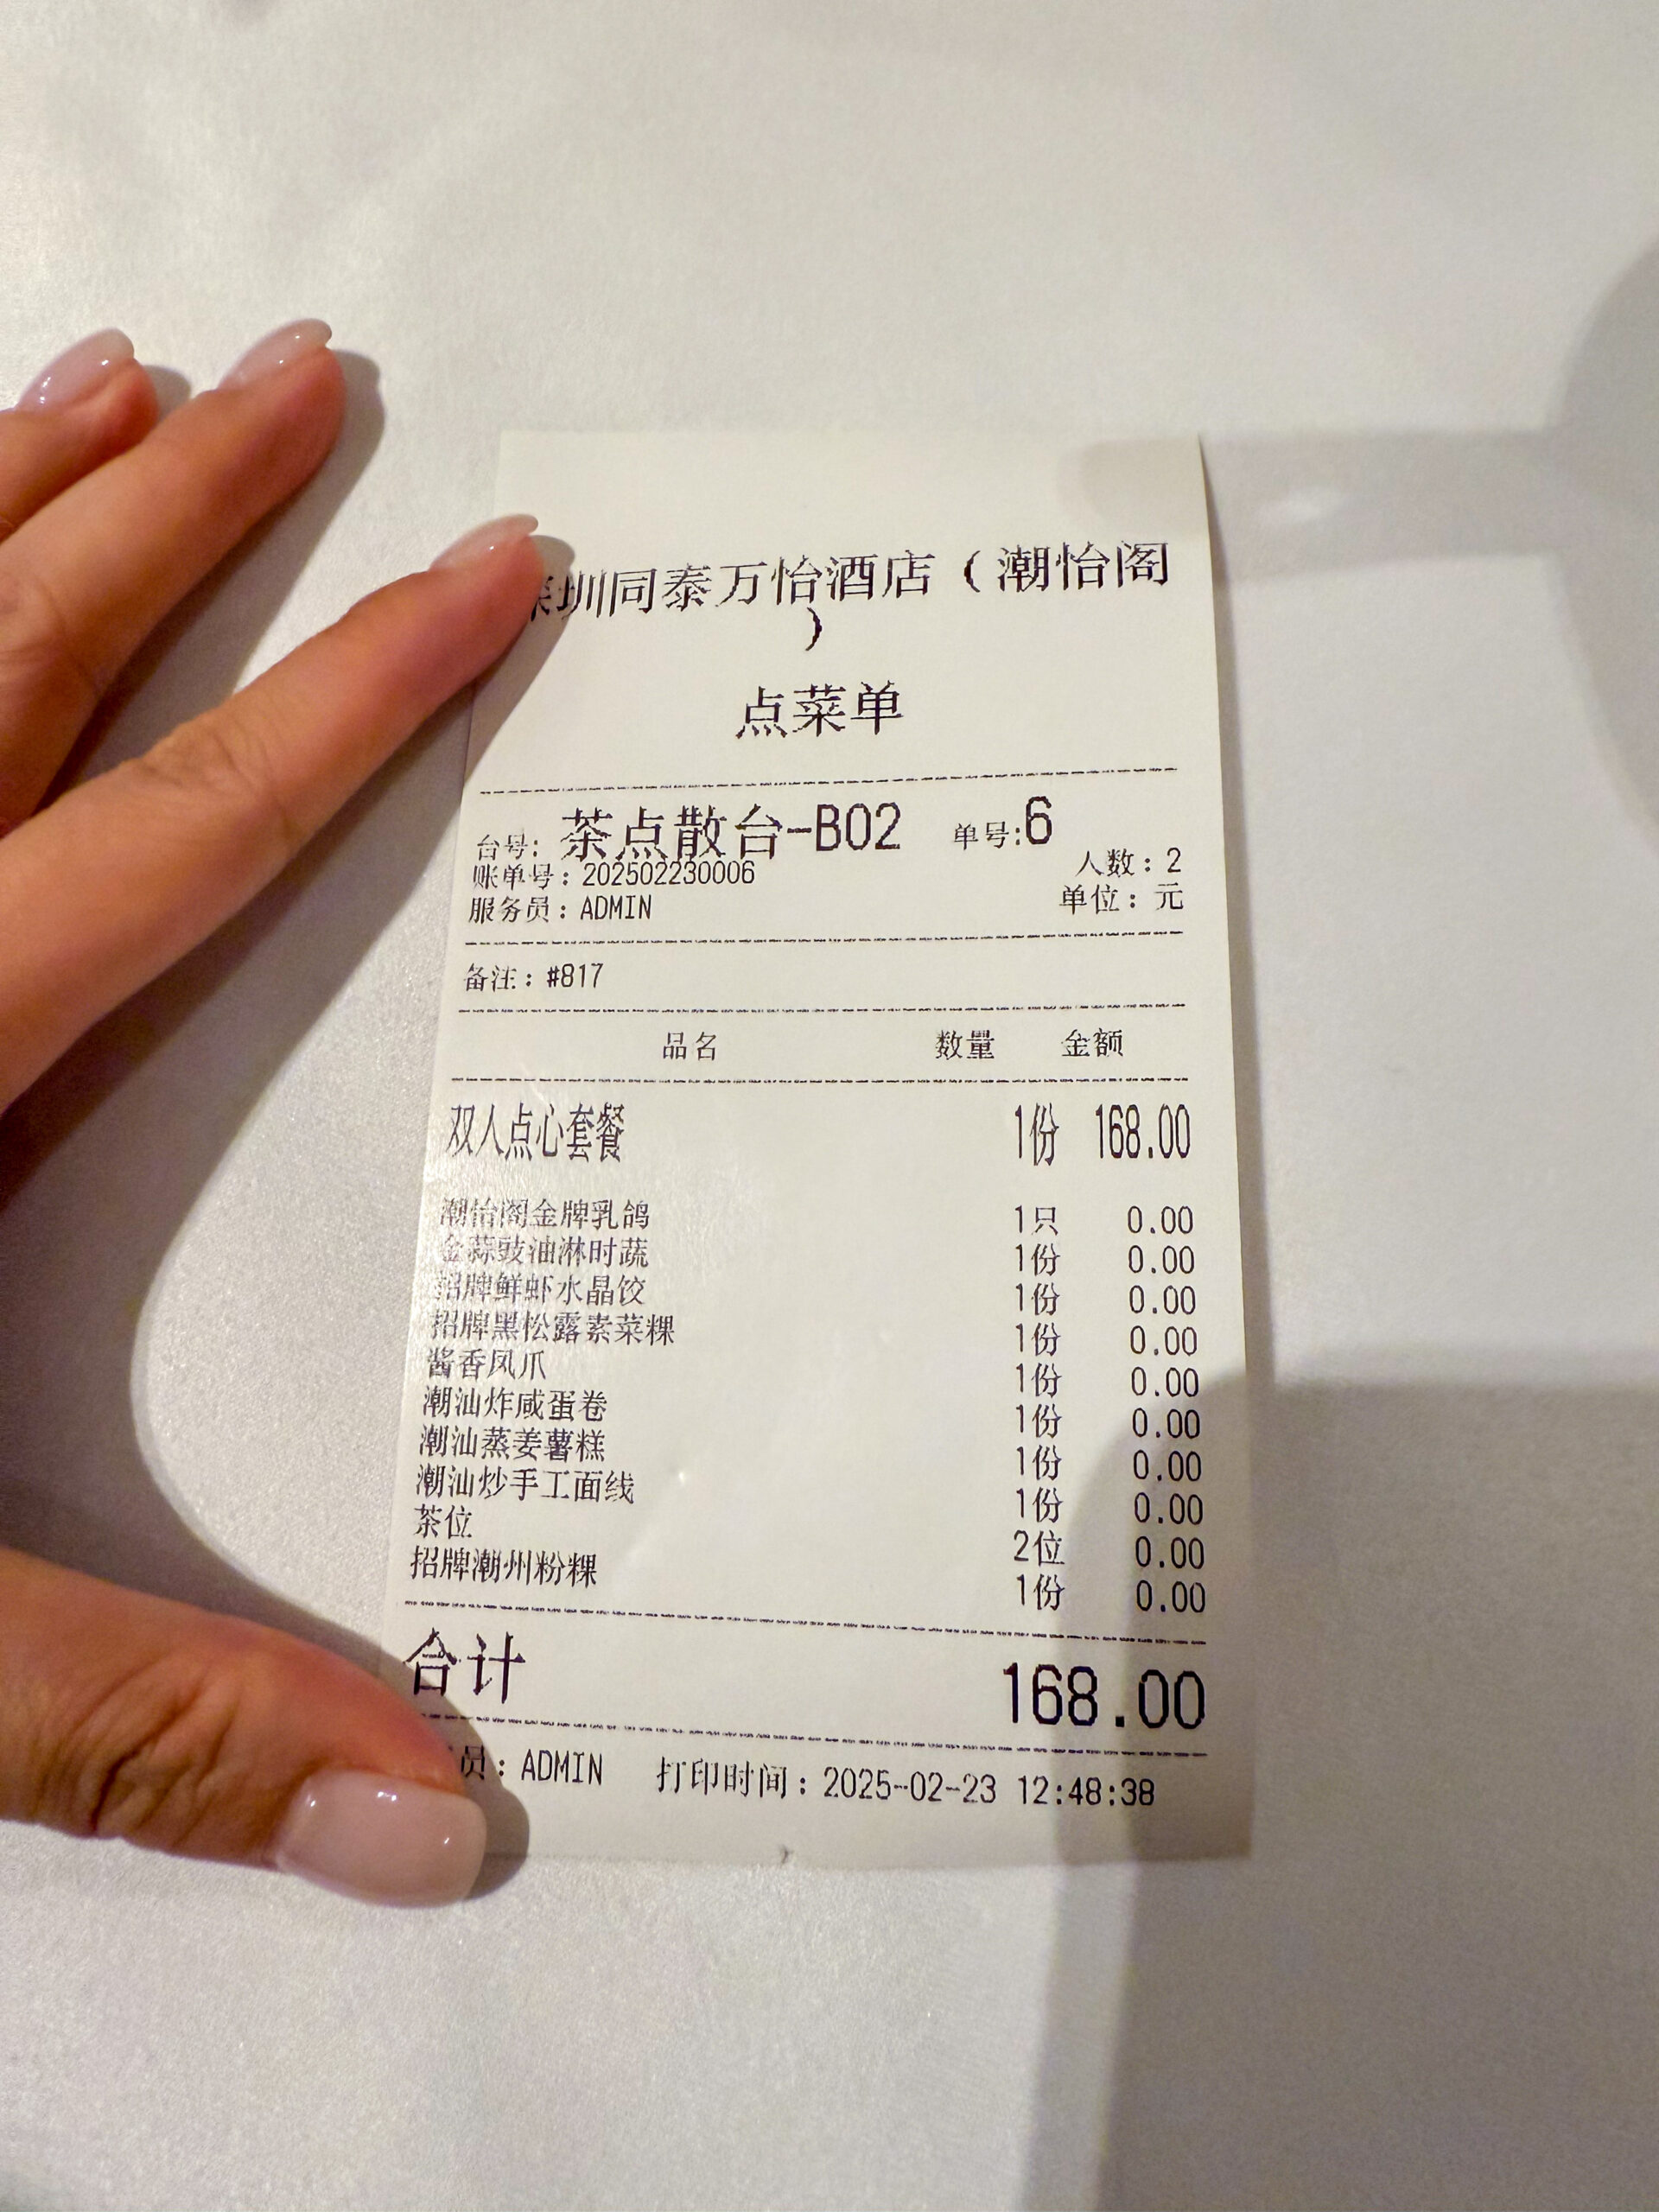 圳同泰万怡酒店（潮怡阁
）
点菜单
台号: 茶点散台-B02 单号:6
账单号：202502230006 人数：2
服务员：ADMIN 单位：元
备注：#817
品名 数量 金额
双人点心套餐 1份 168.00
潮怡阁金牌乳鸽 1只 0.00
金蒜豉油淋时蔬 1份 0.00
招牌鲜虾水晶饺 1份 0.00
招牌黑松露素菜粿 1份 0.00
酱香凤爪 1份 0.00
潮汕炸咸蛋卷 1份 0.00
潮汕蒸姜薯糕 1份 0.00
潮汕炒手工面线 1份 0.00
茶位 2位 0.00
招牌潮州粉粿 1份 0.00
合计 168.00
员：ADMIN 打印时间：2025-02-23 12:48:38